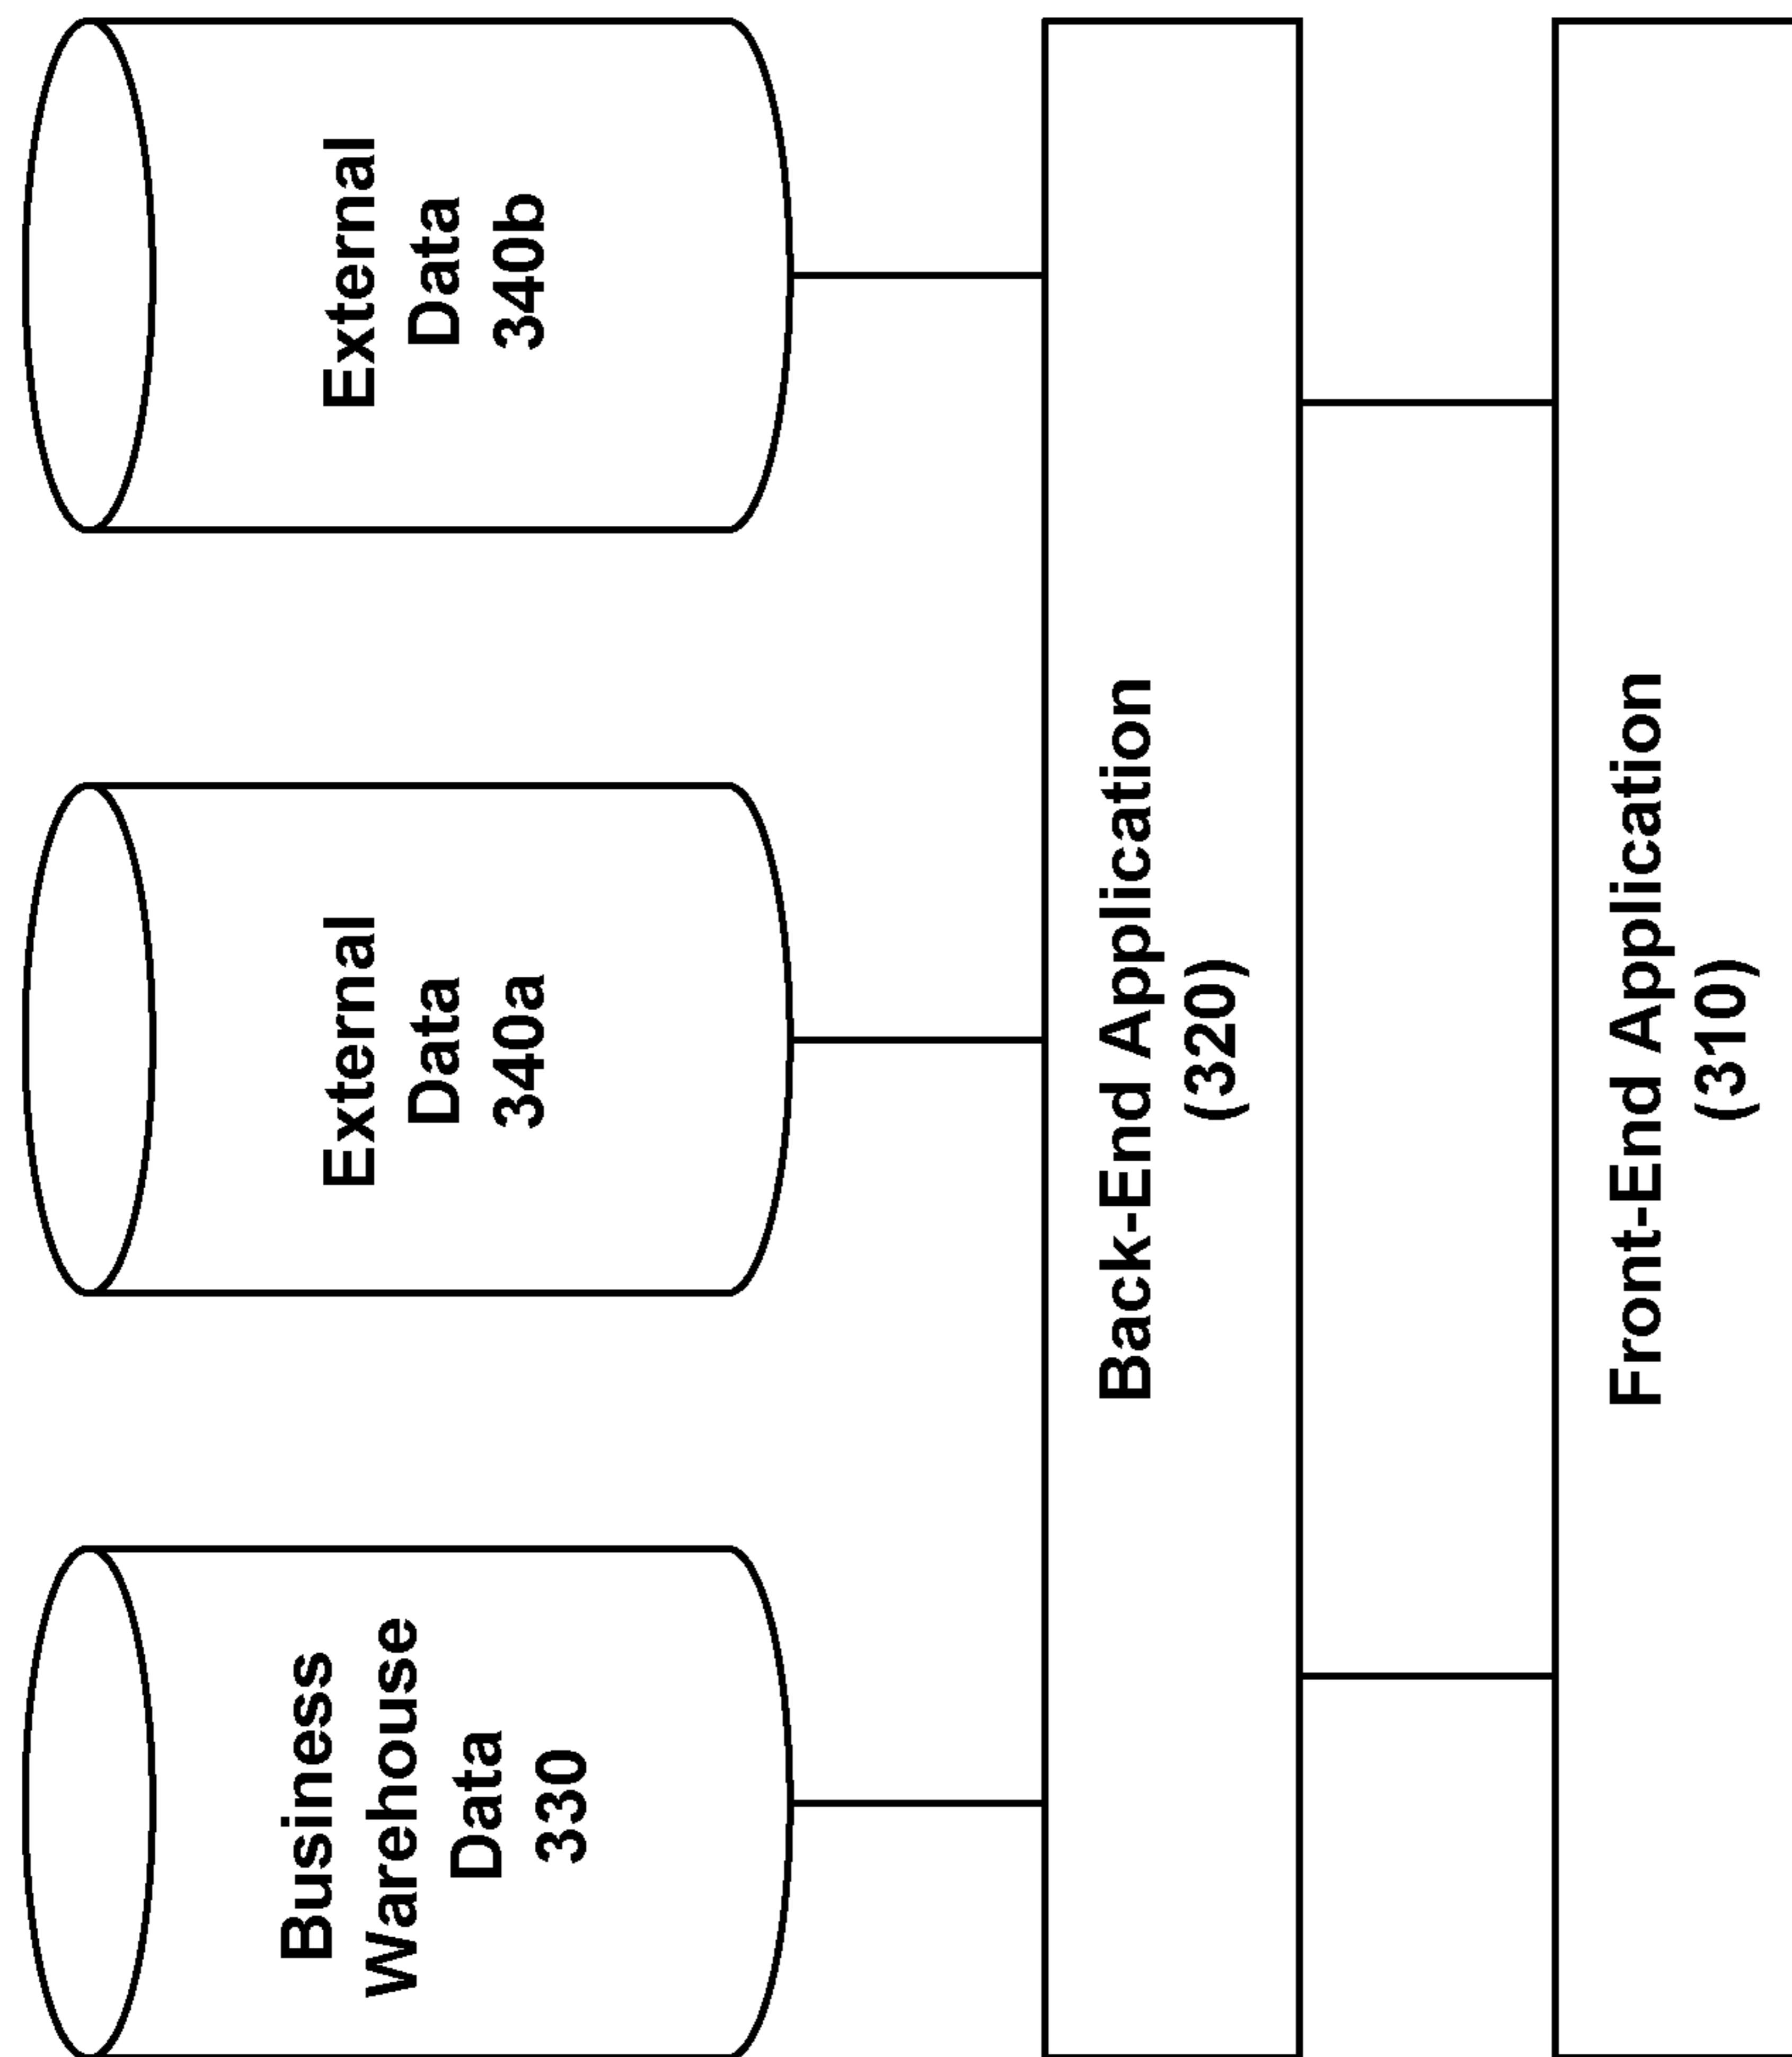 Business
Warehouse
Data
330
External
Data
340a
External
Data
340b
Back-End Application
(320)
Front-End Application
(310)